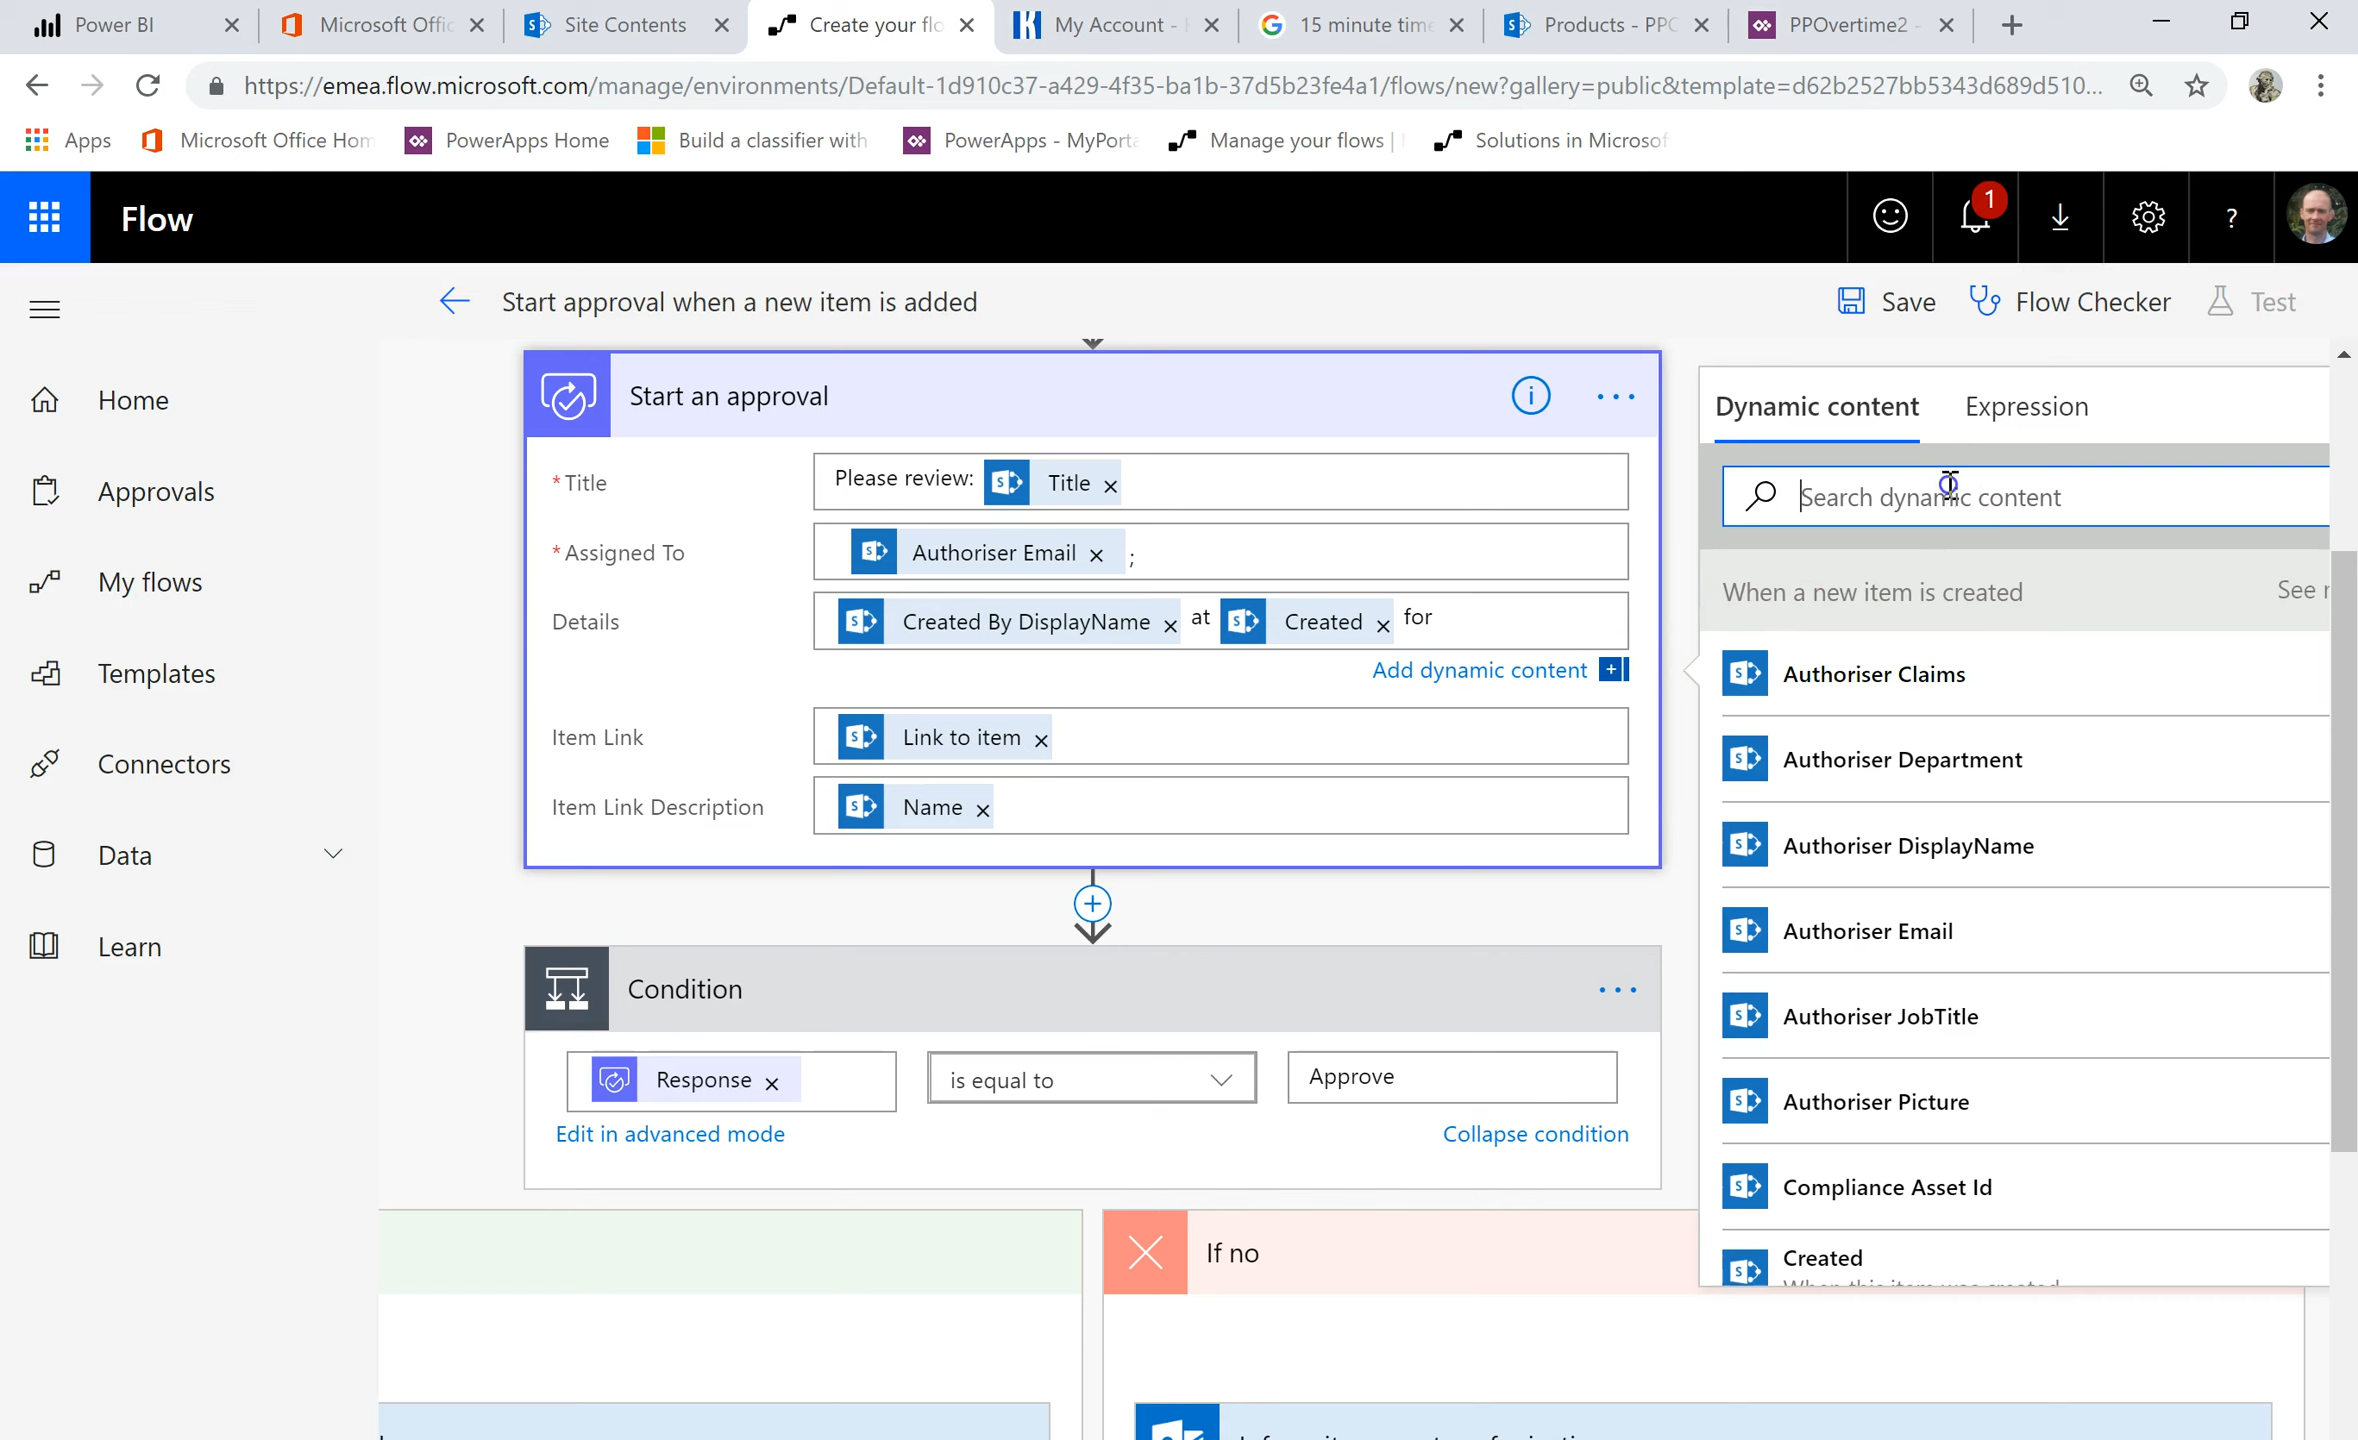 Power BI
Microsoft Offic
Site Contents
Create your flo
My Account -
15 minute time
Products - PPO
PPOvertime2 -
https://emea.flow.microsoft.com/manage/environments/Default-1d910c37-a429-4f35-ba1b-37d5b23fe4a1/flows/new?gallery=public&template=d62b2527bb5343d689d510...
Apps
Microsoft Office Hom
PowerApps Home
Build a classifier with
PowerApps - MyPorta
Manage your flows |
Solutions in Microsof
Flow
1
?
Start approval when a new item is added
Save
Flow Checker
Test
Home
Approvals
My flows
Templates
Connectors
Data
Learn
Start an approval
* Title
Please review: Title ×
* Assigned To
Authoriser Email × ;
Details
Created By DisplayName × at Created × for
Add dynamic content +
Item Link
Link to item ×
Item Link Description
Name ×
Condition
Response ×
is equal to
Approve
Edit in advanced mode
Collapse condition
If no
Dynamic content
Expression
Search dynamic content
When a new item is created
See
Authoriser Claims
Authoriser Department
Authoriser DisplayName
Authoriser Email
Authoriser JobTitle
Authoriser Picture
Compliance Asset Id
Created
When this item was created